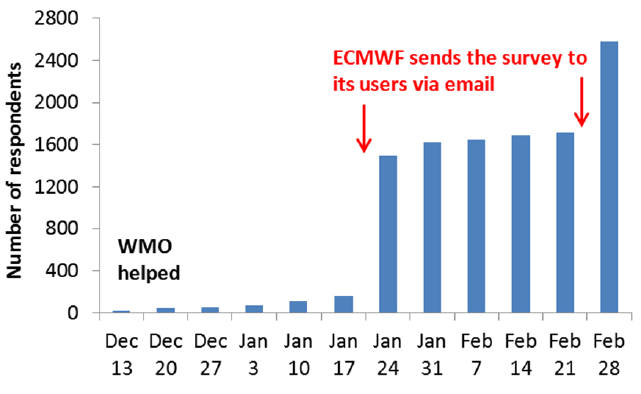 2800
2400
2000
1600
1200
800
400
0
Number of respondents
ECMWF sends the survey to
its users via email
WMO
helped
Dec Dec Dec Jan Jan Jan Jan Jan Feb Feb Feb Feb
13 20 27 3 10 17 24 31 7 14 21 28